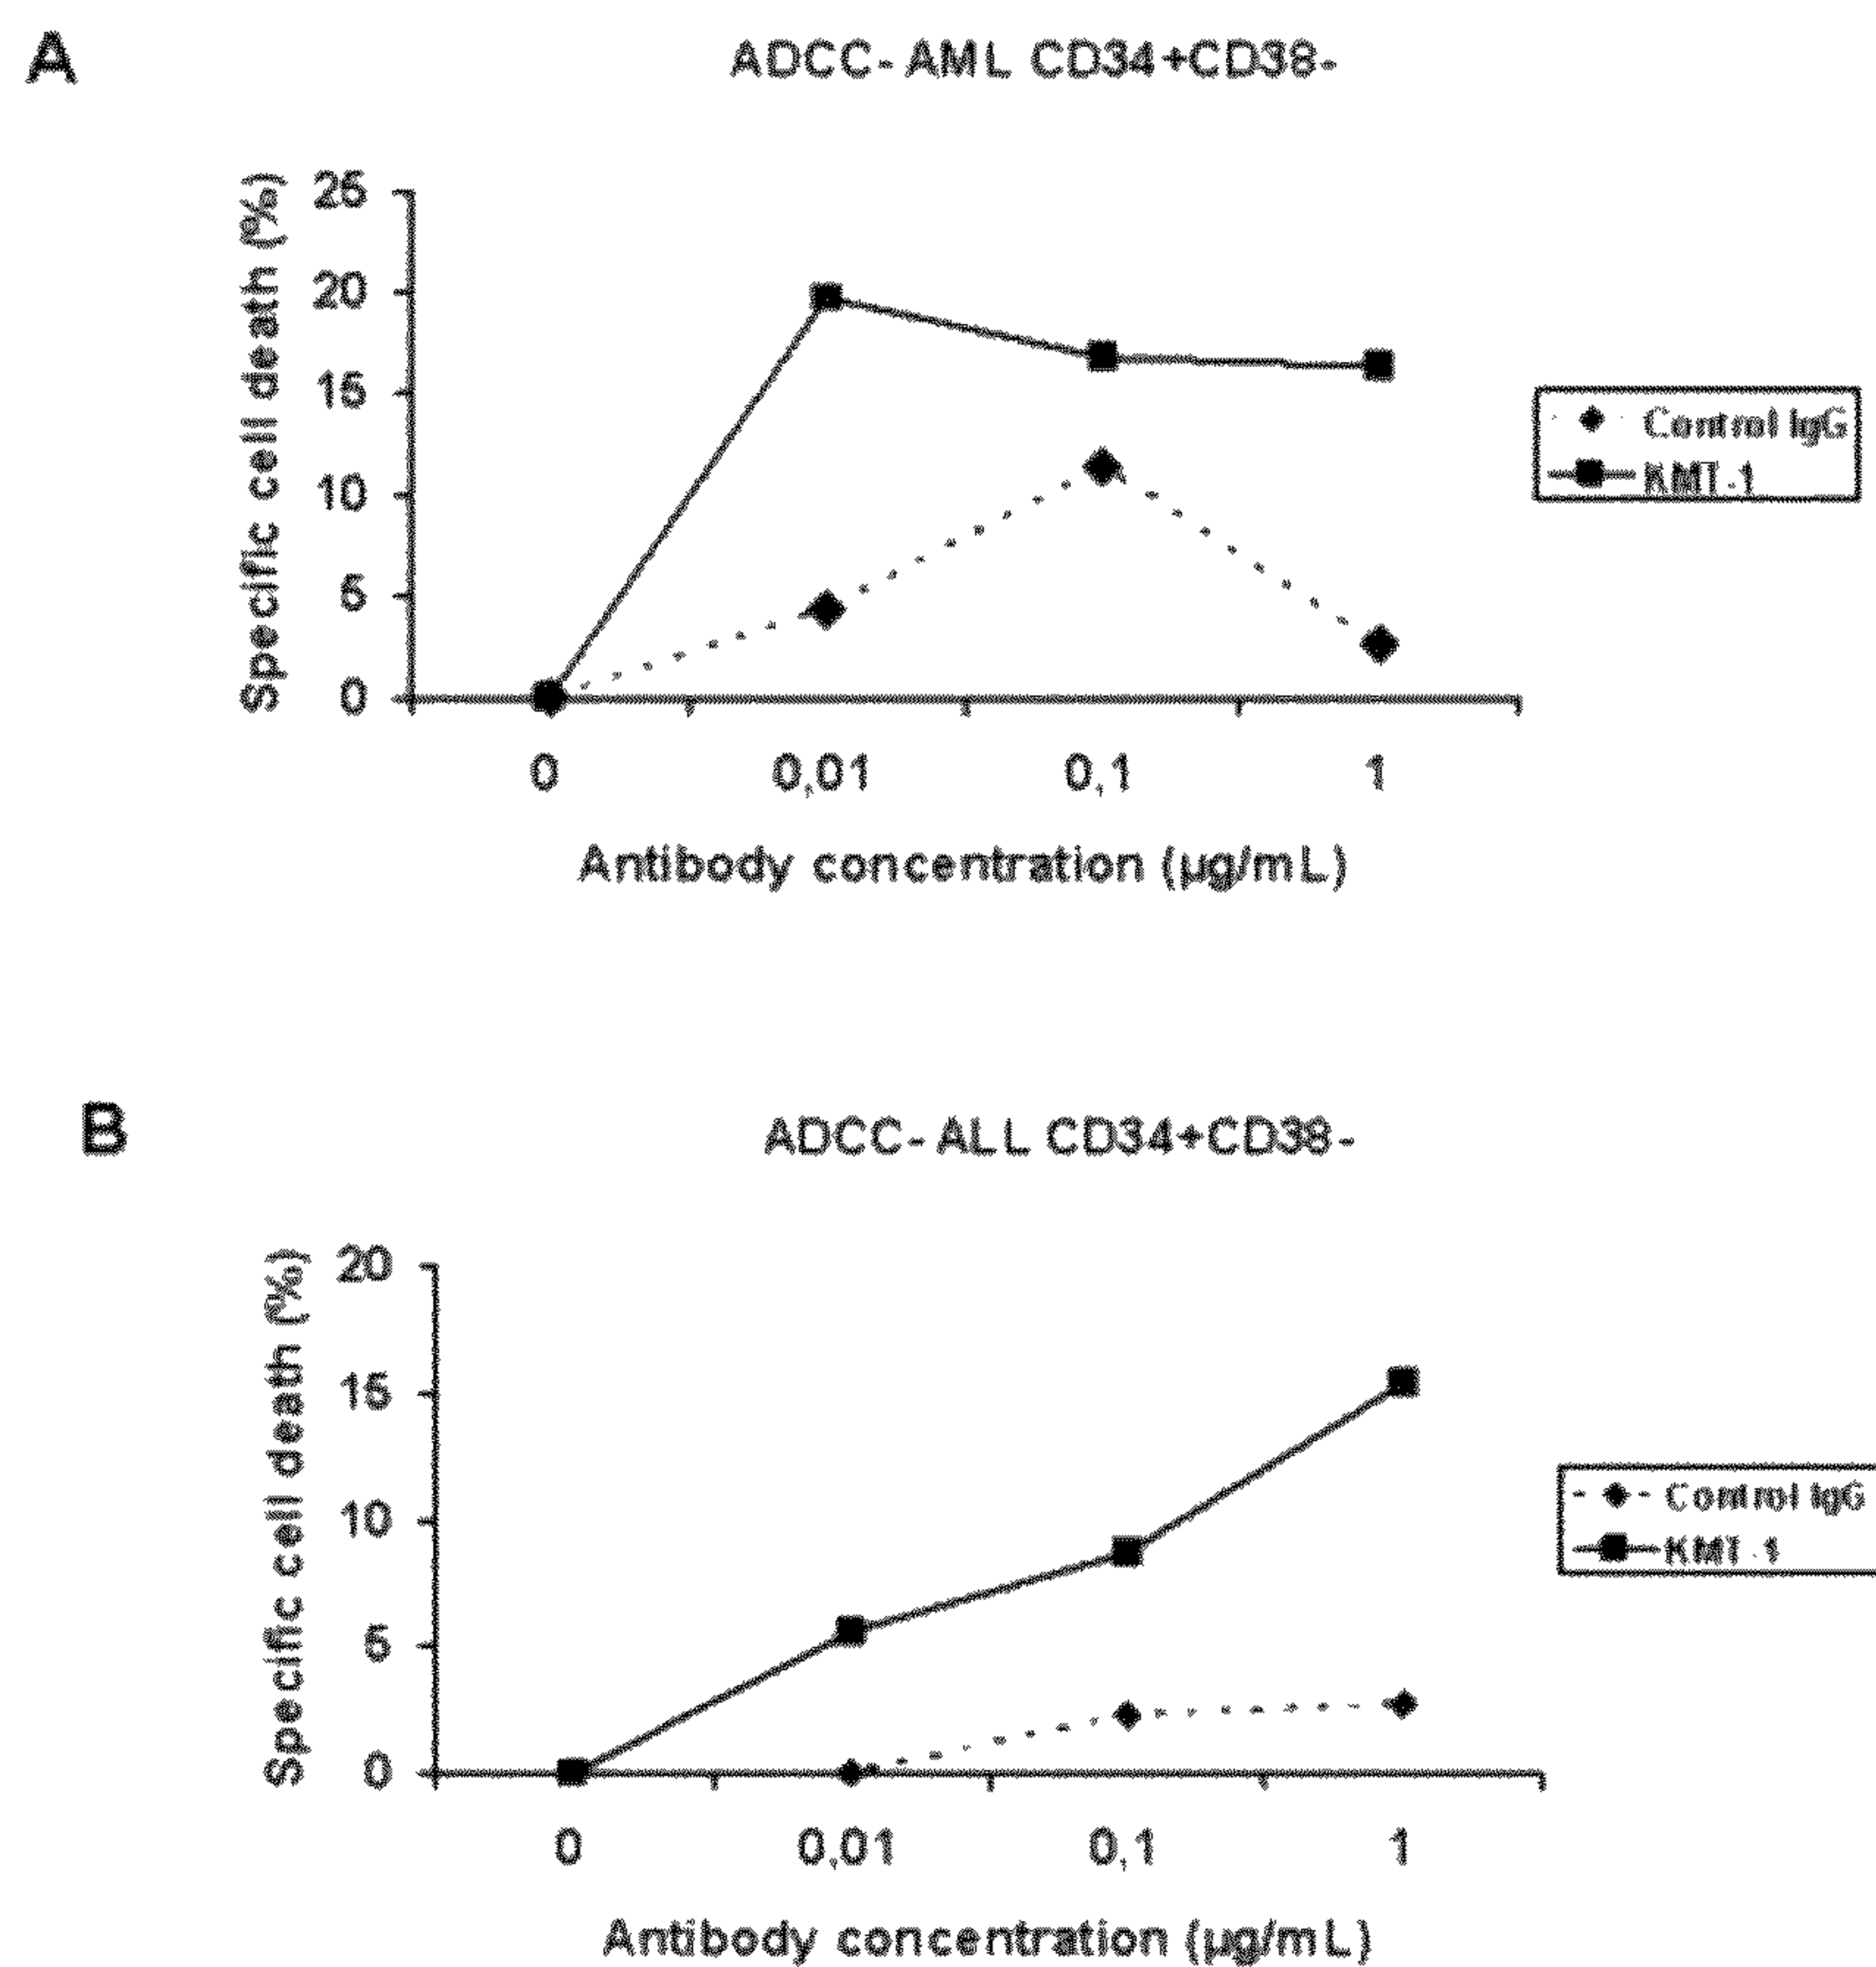 A
ADCC- AML CD34+CD38-
Specific cell death (%)
25
20
15
10
5
0
0
0,01
0,1
1
Antibody concentration (µg/mL)
Control IgG
KMT-1
B
ADCC- ALL CD34+CD38-
Specific cell death (%)
20
15
10
5
0
0
0,01
0,1
1
Antibody concentration (µg/mL)
Control IgG
KMT-1